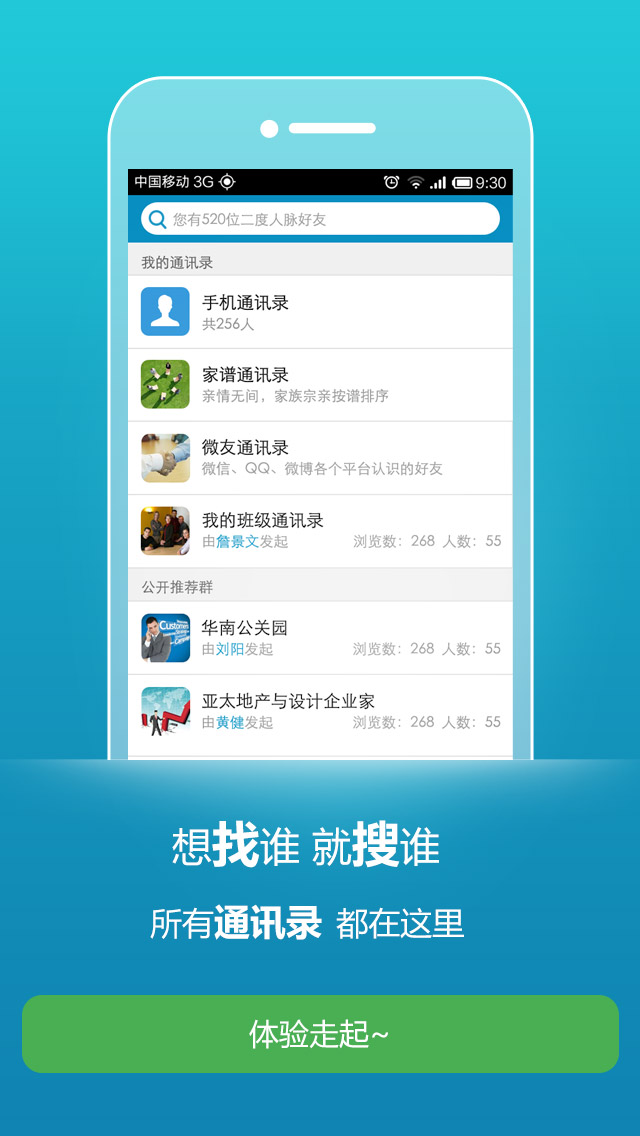 中国移动 3G 9:30
您有520位二度人脉好友
我的通讯录
手机通讯录
共256人
家谱通讯录
亲情无间，家族宗亲按谱排序
微友通讯录
微信、QQ、微博各个平台认识的好友
我的班级通讯录
由詹景文发起 浏览数：268 人数：55
公开推荐群
Customers
华南公关园
由刘阳发起 浏览数：268 人数：55
亚太地产与设计企业家
由黄健发起 浏览数：268 人数：55
想找谁 就搜谁
所有通讯录 都在这里
体验走起~